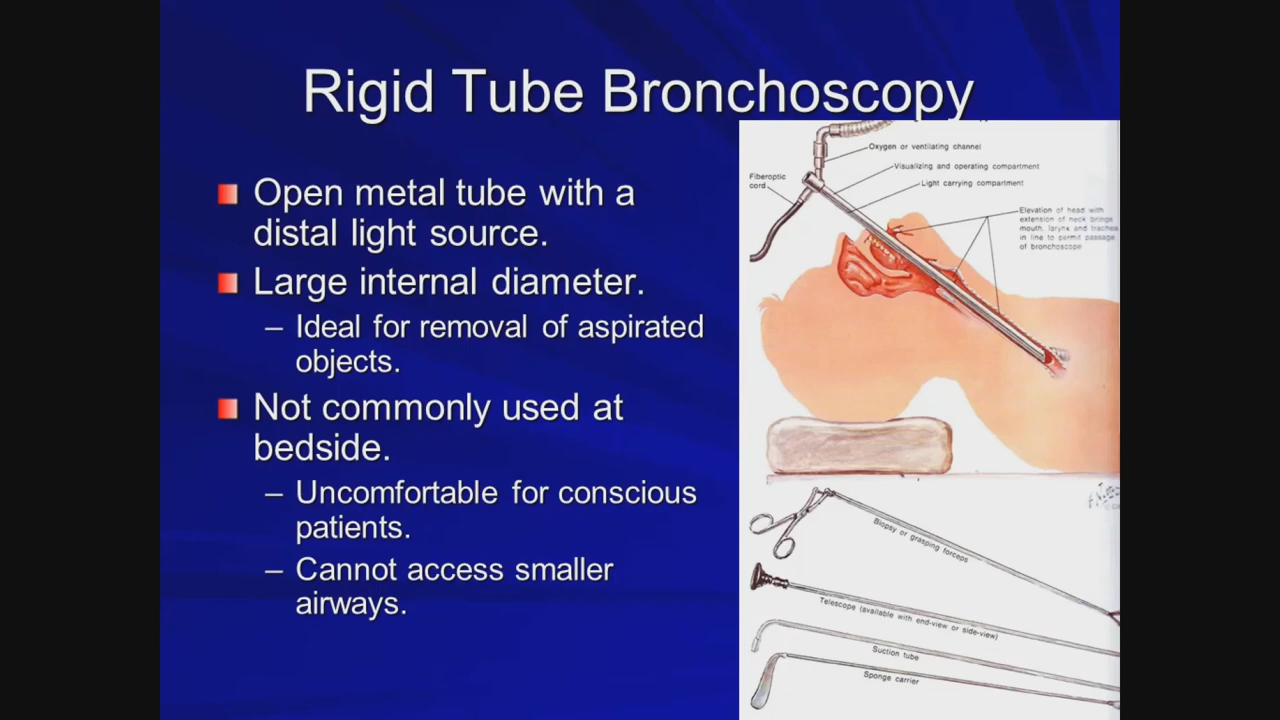 Rigid Tube Bronchoscopy
Open metal tube with a
distal light source.
Large internal diameter.
– Ideal for removal of aspirated
objects.
Not commonly used at
bedside.
– Uncomfortable for conscious
patients.
– Cannot access smaller
airways.
Oxygen or ventilating channel
Visualizing and operating compartment
Light carrying compartment
Fiberoptic
cord
Elevation of head with
extension of neck brings
mouth, larynx and trachea
in line to permit passage
of bronchoscope
Biopsy or grasping forceps
Telescope (available with end-view or side-view)
Suction tube
Sponge carrier